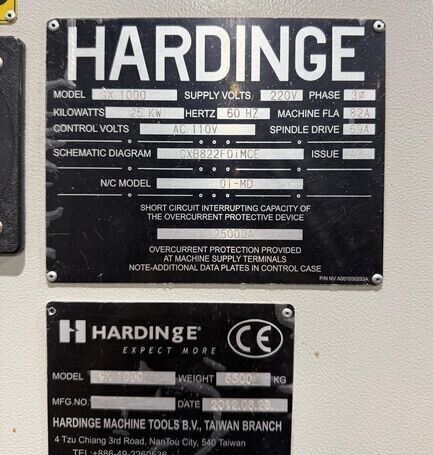 HARDINGE
MODEL GX 1000 SUPPLY VOLTS 220V PHASE 3Ø
KILOWATTS 25 KW HERTZ 60 HZ MACHINE FLA 82A
CONTROL VOLTS AC 110V SPINDLE DRIVE 69A
SCHEMATIC DIAGRAM GXB822F0iMCE ISSUE
N/C MODEL 0i-MD
SHORT CIRCUIT INTERRUPTING CAPACITY OF
THE OVERCURRENT PROTECTIVE DEVICE
25000A
OVERCURRENT PROTECTION PROVIDED
AT MACHINE SUPPLY TERMINALS
NOTE-ADDITIONAL DATA PLATES IN CONTROL CASE
P/N NV A001030253A
HARDINGE®
CE
EXPECT MORE
MODEL GX 1000 WEIGHT KG
MFG.NO. DATE
HARDINGE MACHINE TOOLS B.V., TAIWAN BRANCH
4 Tzu Chiang 3rd Road, NanTou City, 540 Taiwan